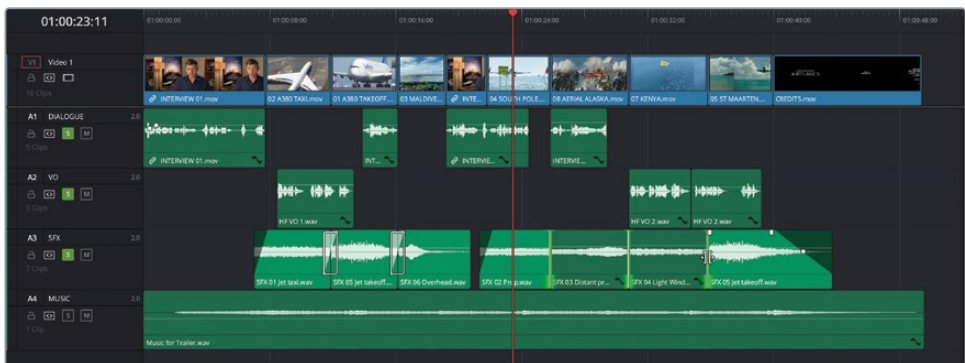 01:00:23:11
01:00:00:00 01:00:08:00 01:00:16:00 01:00:24:00 01:00:32:00 01:00:40:00 01:00:48:00
V1 Video 1
10 Clips
INTERVIEW 01.mov 02 A380 TAXI.mov 01 A380 TAKEOFF.... 03 MALDIVE... INTE... 04 SOUTH POLE.... 08 AERIAL ALASKA.mov 07 KENYA.mov 05 ST MAARTEN.... CREDITS.mov
A1 DIALOGUE 2.0
S M
5 Clips
INTERVIEW 01.mov INT... INTERVIE... INTERVIE...
A2 VO 2.0
S M
3 Clips
HF VO 1.wav HF VO 2.wav HF VO 2.wav
A3 SFX 2.0
S M
7 Clips
SFX 01 Jet taxi.wav SFX 05 Jet takeoff.... SFX 06 Overhead.wav SFX 02 Prop.wav SFX 03 Distant pr... SFX 04 Light Wind... SFX 05 Jet takeoff.wav
A4 MUSIC 2.0
S M
1 Clip
Music for Trailer.wav